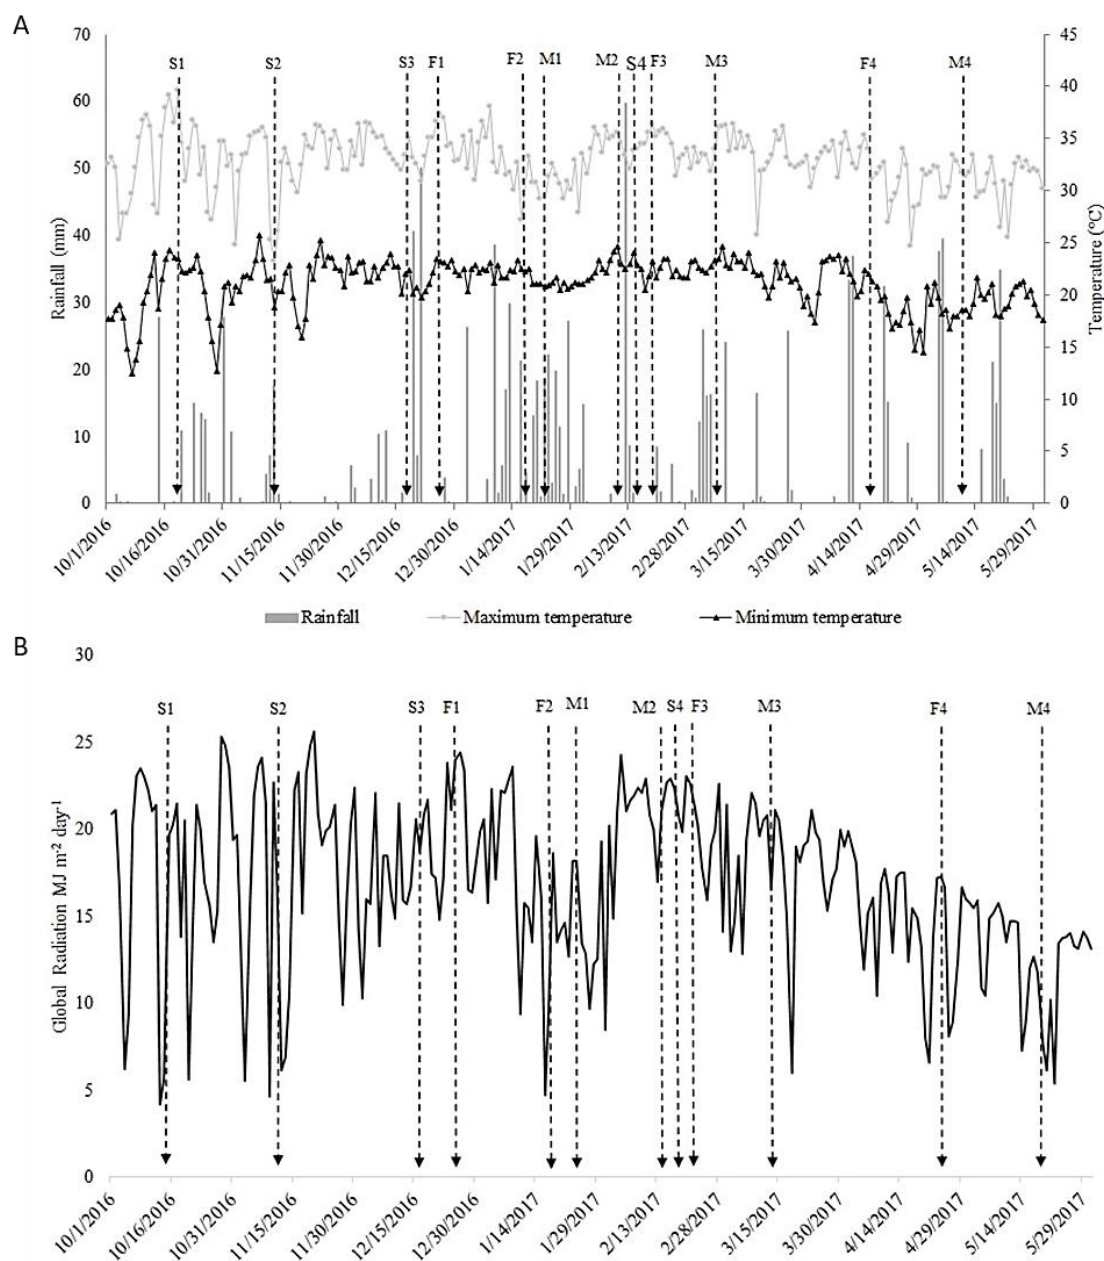 A
70
60
50
40
30
20
10
0
Rainfall (mm)
45
40
35
30
25
20
15
10
5
0
Temperature (°C)
S1 S2 S3 F1 F2 M1 M2 S4 F3 M3 F4 M4
10/1/2016 10/16/2016 10/31/2016 11/15/2016 11/30/2016 12/15/2016 12/30/2016 1/14/2017 1/29/2017 2/13/2017 2/28/2017 3/15/2017 3/30/2017 4/14/2017 4/29/2017 5/14/2017 5/29/2017
Rainfall Maximum temperature Minimum temperature
B
30
25
20
15
10
5
0
Global Radiation MJ m-2 day-1
S1 S2 S3 F1 F2 M1 M2 S4 F3 M3 F4 M4
10/1/2016 10/16/2016 10/31/2016 11/15/2016 11/30/2016 12/15/2016 12/30/2016 1/14/2017 1/29/2017 2/13/2017 2/28/2017 3/15/2017 3/30/2017 4/14/2017 4/29/2017 5/14/2017 5/29/2017